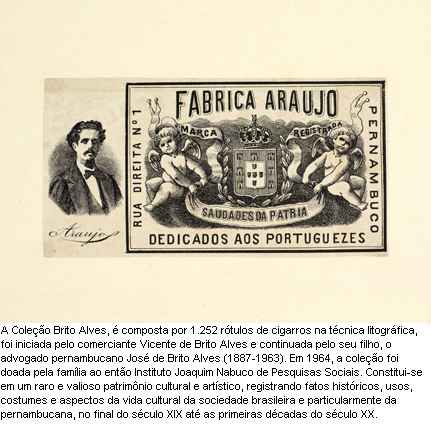 FABRICA ARAUJO
MARCA
REGISTRADA
RUA DIREITA Nº 1
PERNAMBUCO
SAUDADES DA PATRIA
DEDICADOS AOS PORTUGUEZES
Araujo
A Coleção Brito Alves, é composta por 1.252 rótulos de cigarros na técnica litográfica,
foi iniciada pelo comerciante Vicente de Brito Alves e continuada pelo seu filho, o
advogado pernambucano José de Brito Alves (1887-1963). Em 1964, a coleção foi
doada pela família ao então Instituto Joaquim Nabuco de Pesquisas Sociais. Constitui-se
em um raro e valioso patrimônio cultural e artístico, registrando fatos históricos, usos,
costumes e aspectos da vida cultural da sociedade brasileira e particularmente da
pernambucana, no final do século XIX até as primeiras décadas do século XX.